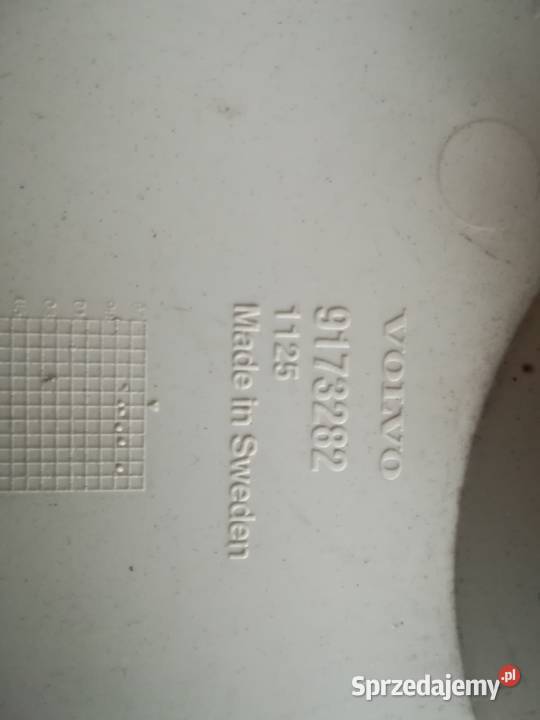 VOLVO
9173282
1125
Made in Sweden
Sprzedajemy.pl